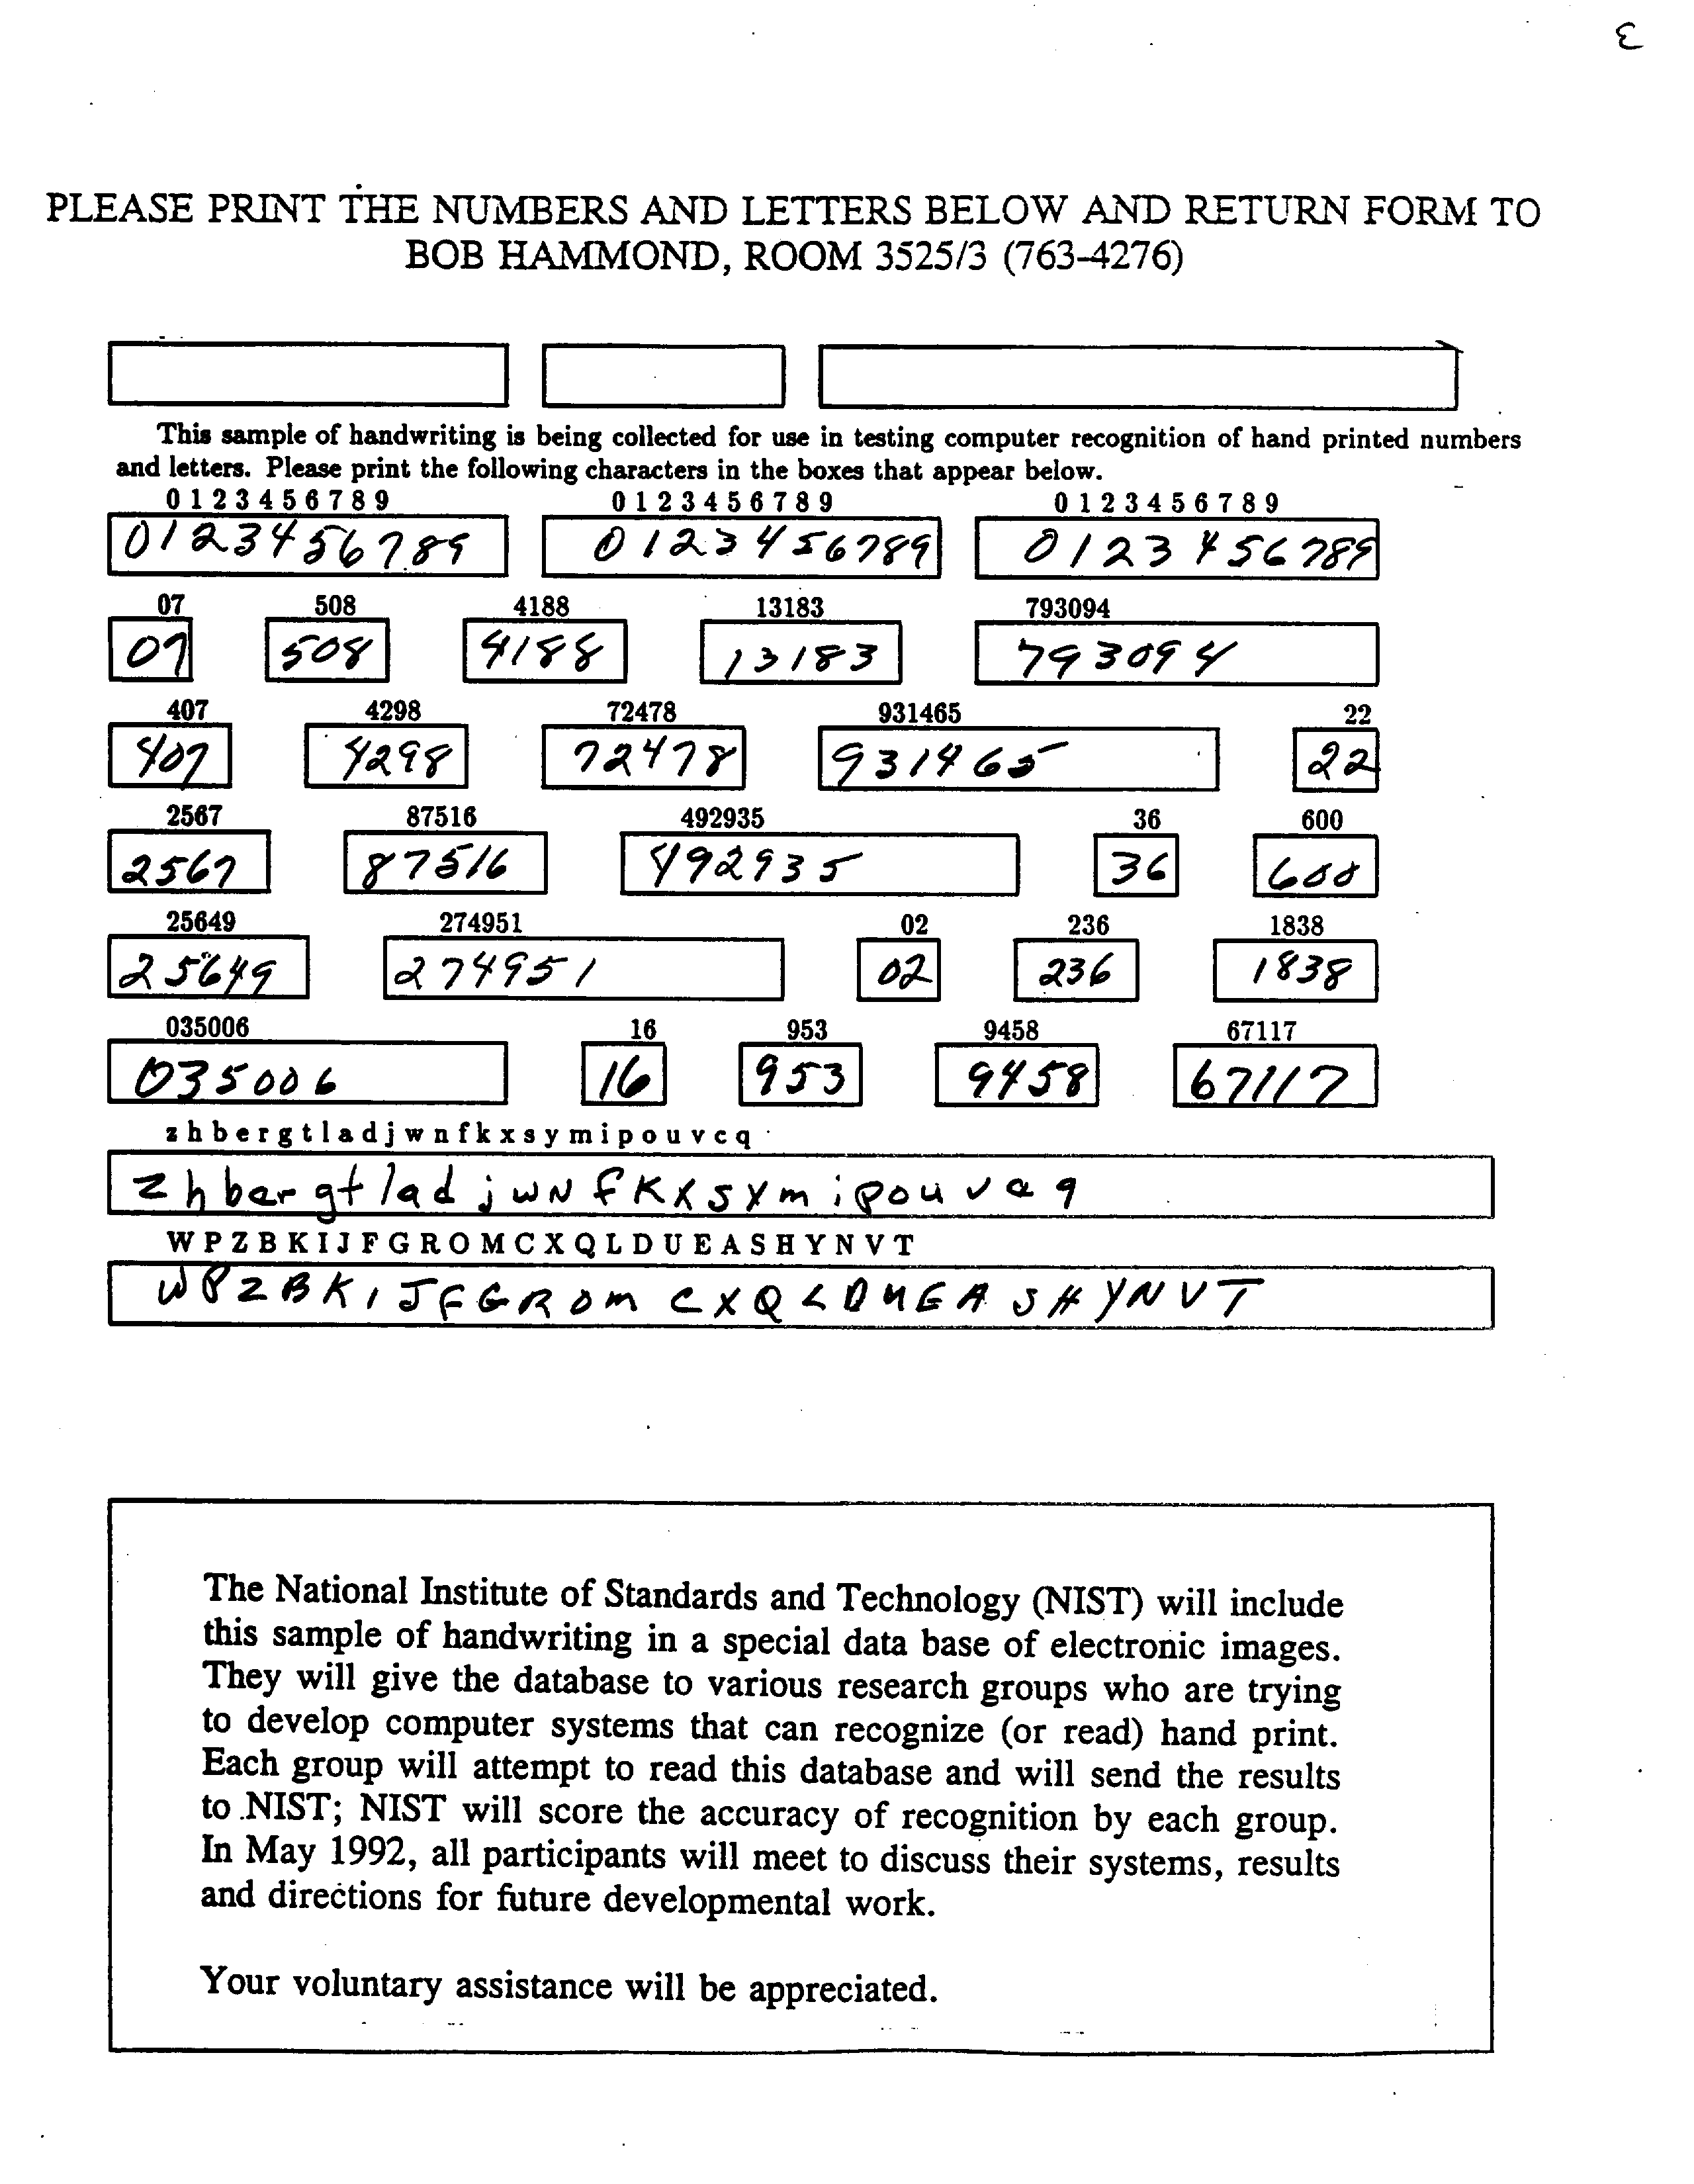 3
PLEASE PRINT THE NUMBERS AND LETTERS BELOW AND RETURN FORM TO
BOB HAMMOND, ROOM 3525/3 (763-4276)
This sample of handwriting is being collected for use in testing computer recognition of hand printed numbers
and letters. Please print the following characters in the boxes that appear below.
0 1 2 3 4 5 6 7 8 9 0 1 2 3 4 5 6 7 8 9 0 1 2 3 4 5 6 7 8 9
0123456789 0123456789 0123456789
07 508 4188 13183 793094
07 508 4188 13183 793094
407 4298 72478 931465 22
407 4298 72478 931465 22
2567 87516 492935 36 600
2567 87516 492935 36 600
25649 274951 02 236 1838
25649 274951 02 236 1838
035006 16 953 9458 67117
035006 16 953 9458 67117
z h b e r g t l a d j w n f k x s y m i p o u v c q
z h b e r g t l a d j w N f K X s y m i p o u v c q
W P Z B K I J F G R O M C X Q L D U E A S H Y N V T
W P Z B K I J F G R O M C X Q L D U E A S H Y N V T
The National Institute of Standards and Technology (NIST) will include
this sample of handwriting in a special data base of electronic images.
They will give the database to various research groups who are trying
to develop computer systems that can recognize (or read) hand print.
Each group will attempt to read this database and will send the results
to NIST; NIST will score the accuracy of recognition by each group.
In May 1992, all participants will meet to discuss their systems, results
and directions for future developmental work.
Your voluntary assistance will be appreciated.